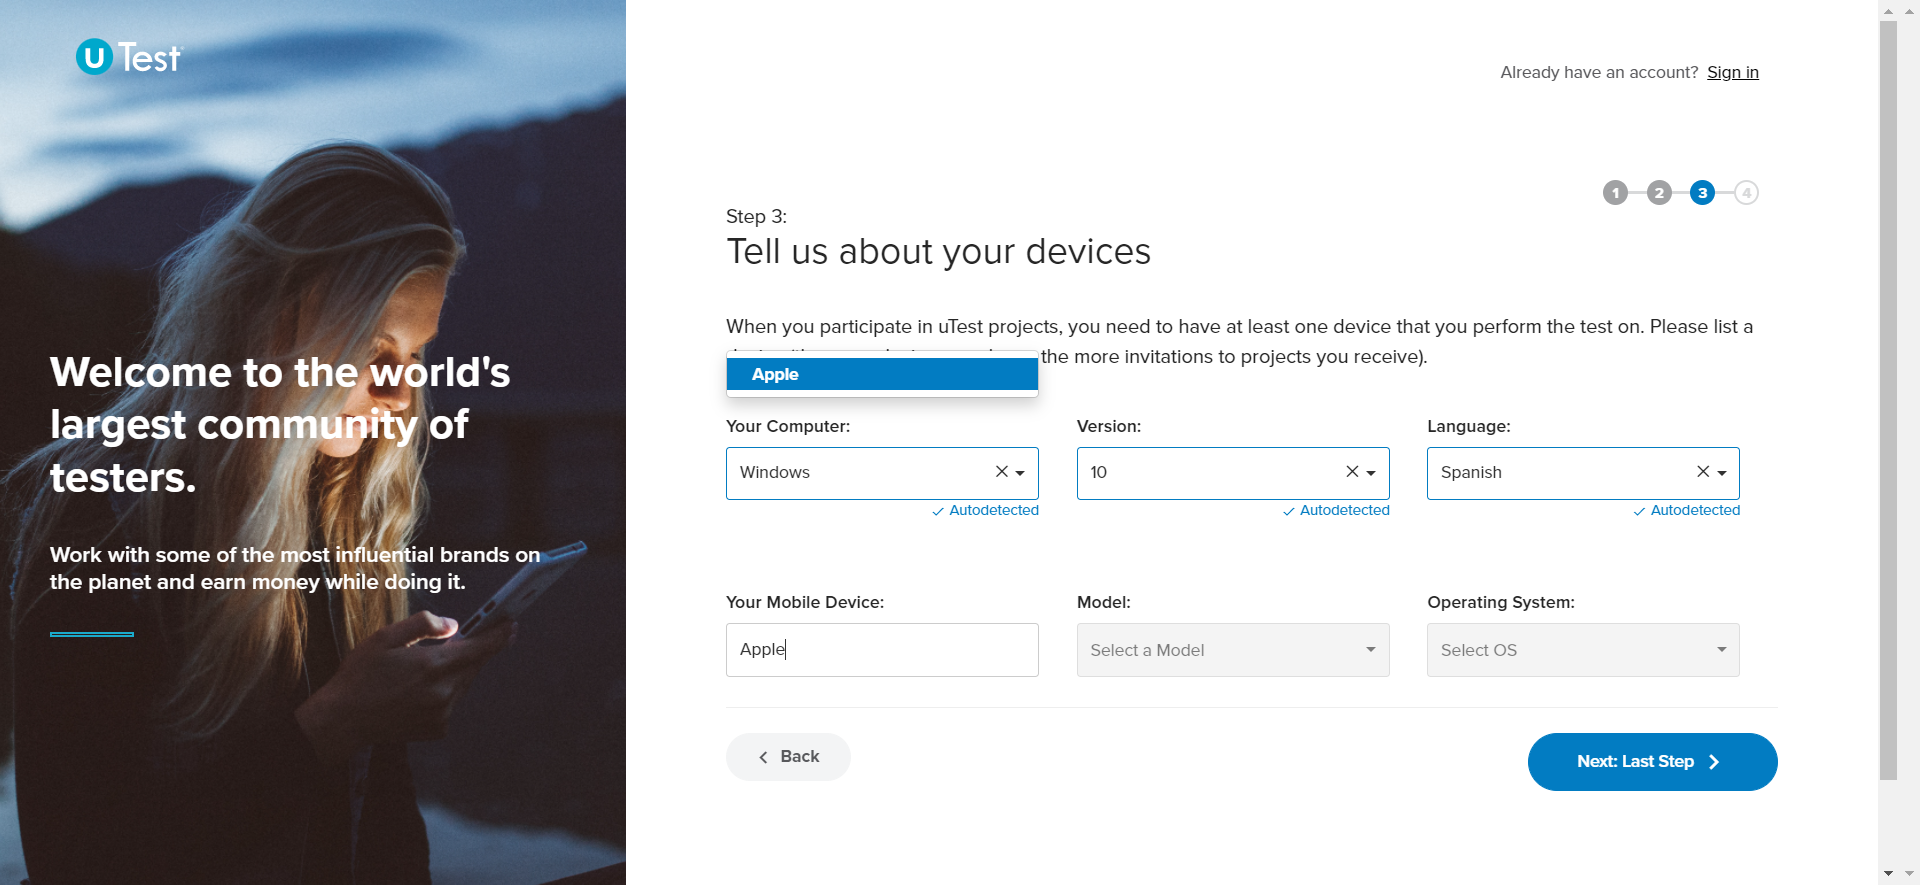 U Test
Welcome to the world's
largest community of
testers.
Work with some of the most influential brands on
the planet and earn money while doing it.
Already have an account? Sign in
1 2 3 4
Step 3:
Tell us about your devices
When you participate in uTest projects, you need to have at least one device that you perform the test on. Please list a
the more invitations to projects you receive).
Apple
Your Computer: Version: Language:
Windows 10 Spanish
Autodetected Autodetected Autodetected
Your Mobile Device: Model: Operating System:
Apple Select a Model Select OS
Back Next: Last Step